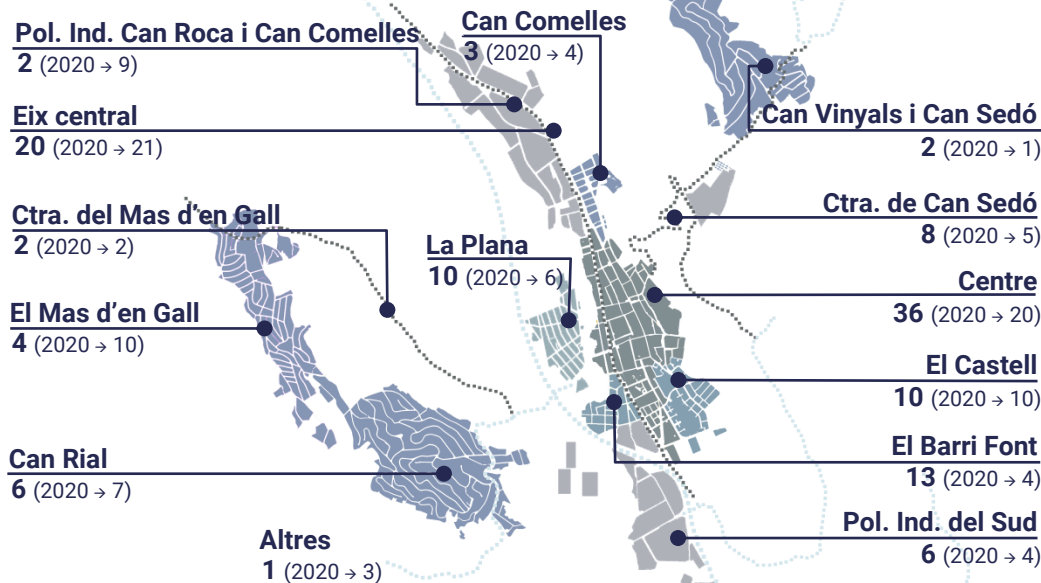 Pol. Ind. Can Roca i Can Comelles
2 (2020 → 9)
Can Comelles
3 (2020 → 4)
Eix central
20 (2020 → 21)
Can Vinyals i Can Sedó
2 (2020 → 1)
Ctra. del Mas d’en Gall
2 (2020 → 2)
Ctra. de Can Sedó
8 (2020 → 5)
La Plana
10 (2020 → 6)
Centre
36 (2020 → 20)
El Mas d’en Gall
4 (2020 → 10)
El Castell
10 (2020 → 10)
El Barri Font
13 (2020 → 4)
Can Rial
6 (2020 → 7)
Pol. Ind. del Sud
6 (2020 → 4)
Altres
1 (2020 → 3)